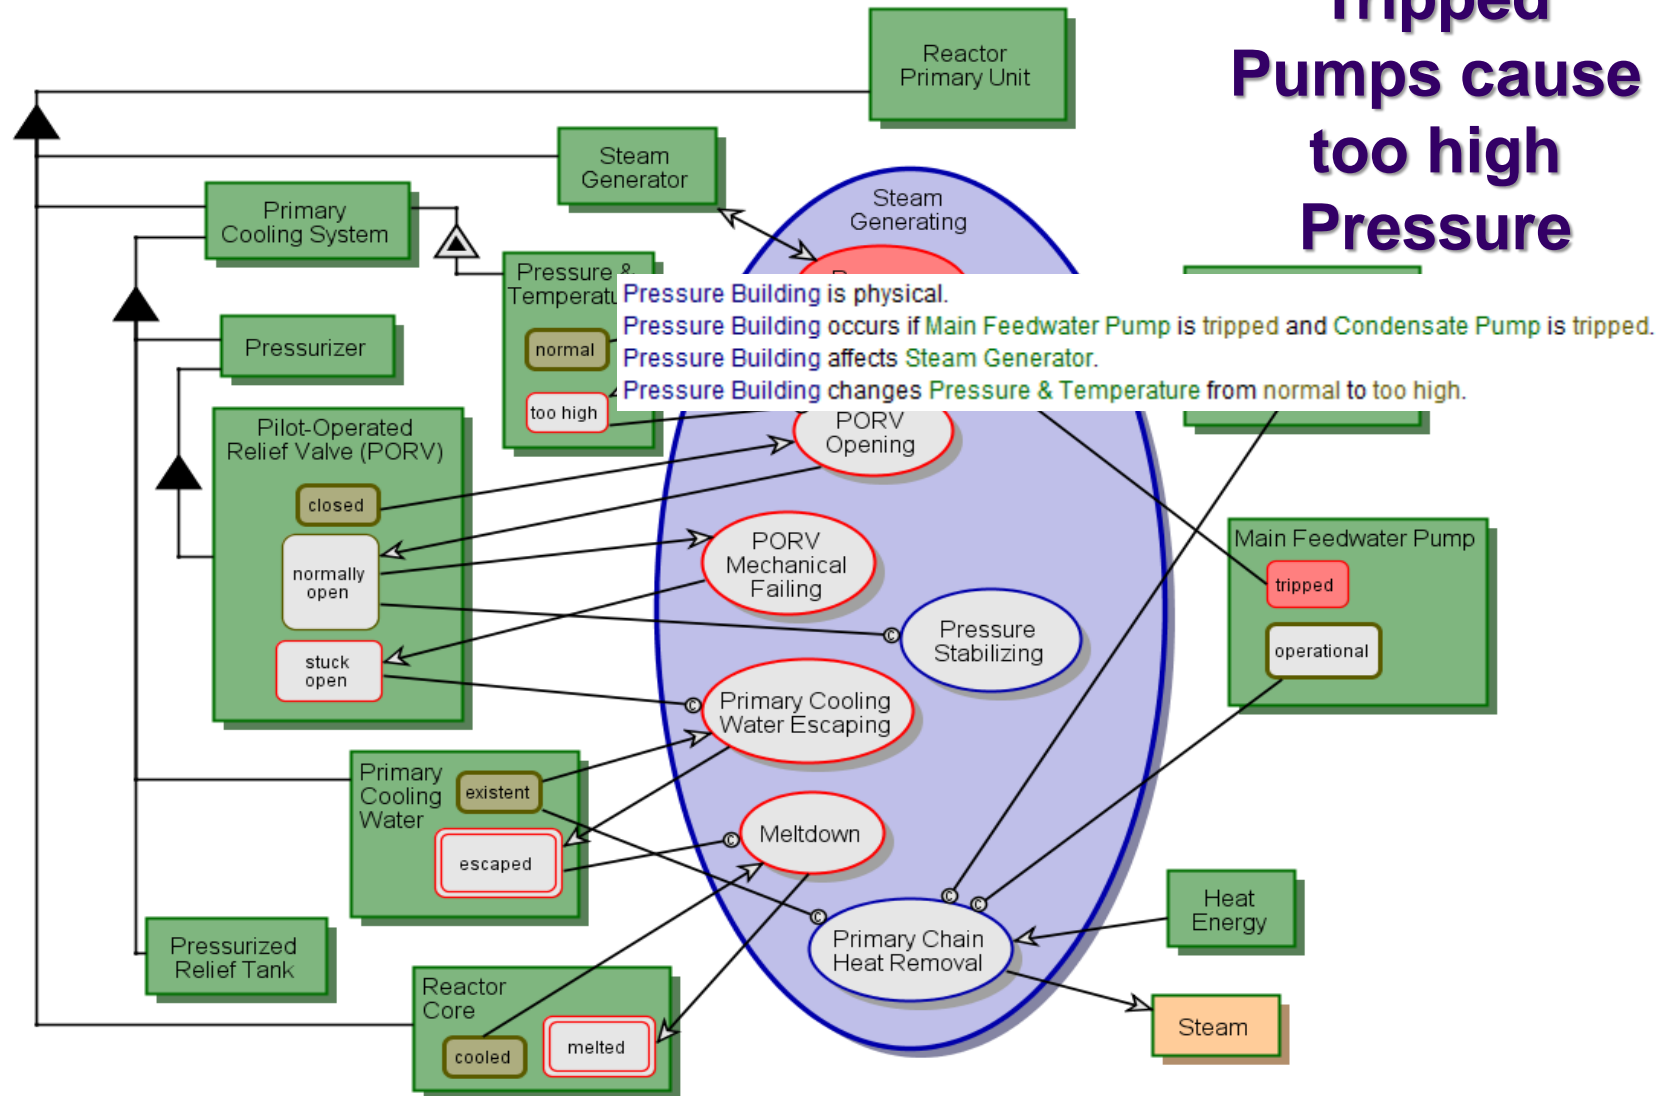 Tripped
Pumps cause
too high
Pressure
Reactor
Primary Unit
Steam
Generator
Steam
Generating
Primary
Cooling System
Pressure &
normal
too high
Pressure Building is physical.
Pressure Building occurs if Main Feedwater Pump is tripped and Condensate Pump is tripped.
Pressure Building affects Steam Generator.
Pressure Building changes Pressure & Temperature from normal to too high.
Pressurizer
Pilot-Operated
Relief Valve (PORV)
closed
normally
open
stuck
open
PORV
Opening
PORV
Mechanical
Failing
Pressure
Stabilizing
Main Feedwater Pump
tripped
operational
Primary Cooling
Water Escaping
Primary
Cooling
Water
existent
escaped
Meltdown
Heat
Energy
Primary Chain
Heat Removal
Pressurized
Relief Tank
Reactor
Core
cooled
melted
Steam